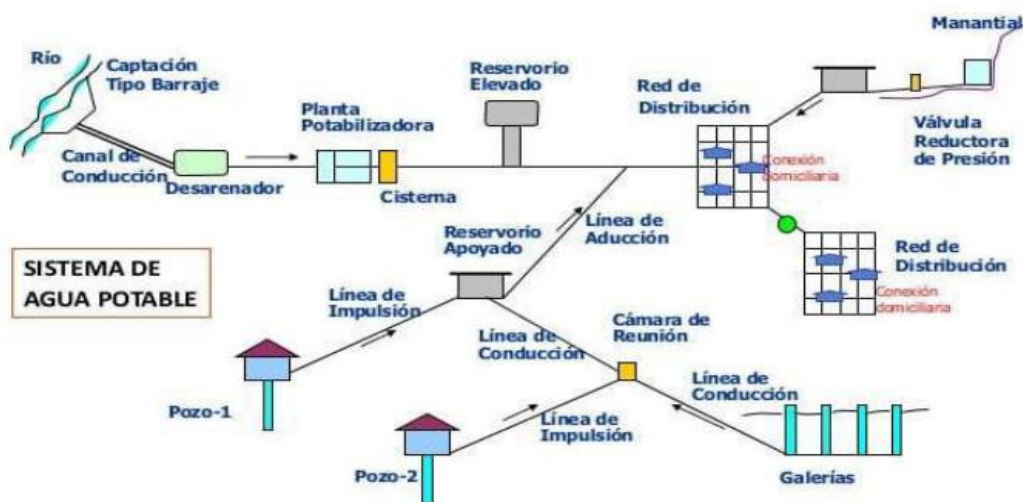 Río
Captación
Tipo Barraje
Canal de
Conducción
Desarenador
Planta
Potabilizadora
Cisterna
Reservorio
Elevado
Red de
Distribución
Conexión
domiciliaria
Manantial
Válvula
Reductora
de Presión
Línea de
Aducción
Reservorio
Apoyado
Red de
Distribución
Conexión
domiciliaria
SISTEMA DE
AGUA POTABLE
Línea de
Impulsión
Línea de
Conducción
Cámara de
Reunión
Línea de
Conducción
Pozo-1
Línea de
Impulsión
Pozo-2
Galerías